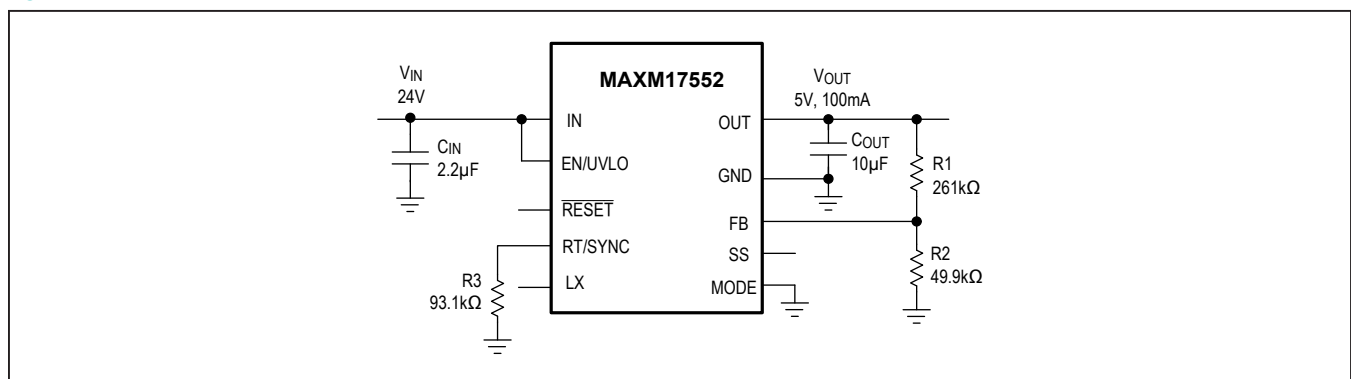 MAXM17552
VIN
24V
CIN
2.2µF
IN
EN/UVLO
RESET
RT/SYNC
LX
R3
93.1kΩ
OUT
GND
FB
SS
MODE
VOUT
5V, 100mA
COUT
10µF
R1
261kΩ
R2
49.9kΩ